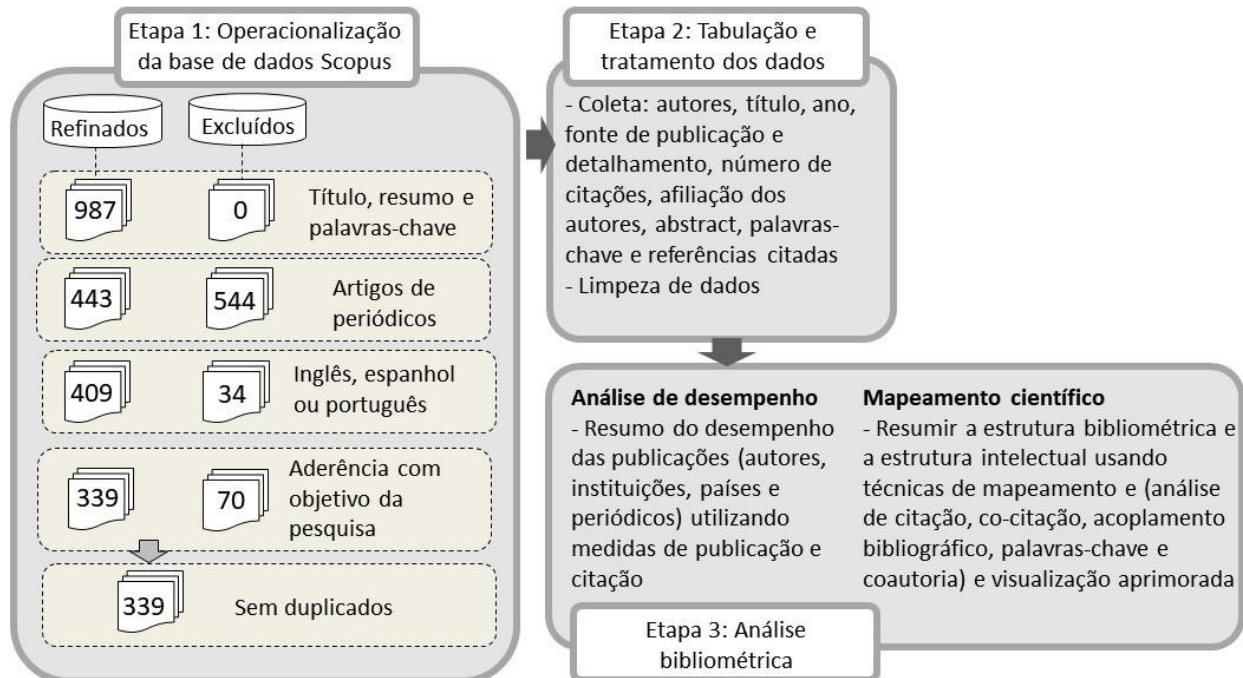 Etapa 1: Operacionalização
da base de dados Scopus
Refinados
Excluídos
987
0
Título, resumo e
palavras-chave
443
544
Artigos de
periódicos
409
34
Inglês, espanhol
ou português
339
70
Aderência com
objetivo da
pesquisa
339
Sem duplicados
Etapa 2: Tabulação e
tratamento dos dados
- Coleta: autores, título, ano,
fonte de publicação e
detalhamento, número de
citações, afiliação dos
autores, abstract, palavras-
chave e referências citadas
- Limpeza de dados
Análise de desempenho
- Resumo do desempenho
das publicações (autores,
instituições, países e
periódicos) utilizando
medidas de publicação e
citação
Mapeamento científico
- Resumir a estrutura bibliométrica e
a estrutura intelectual usando
técnicas de mapeamento e (análise
de citação, co-citação, acoplamento
bibliográfico, palavras-chave e
coautoria) e visualização aprimorada
Etapa 3: Análise
bibliométrica